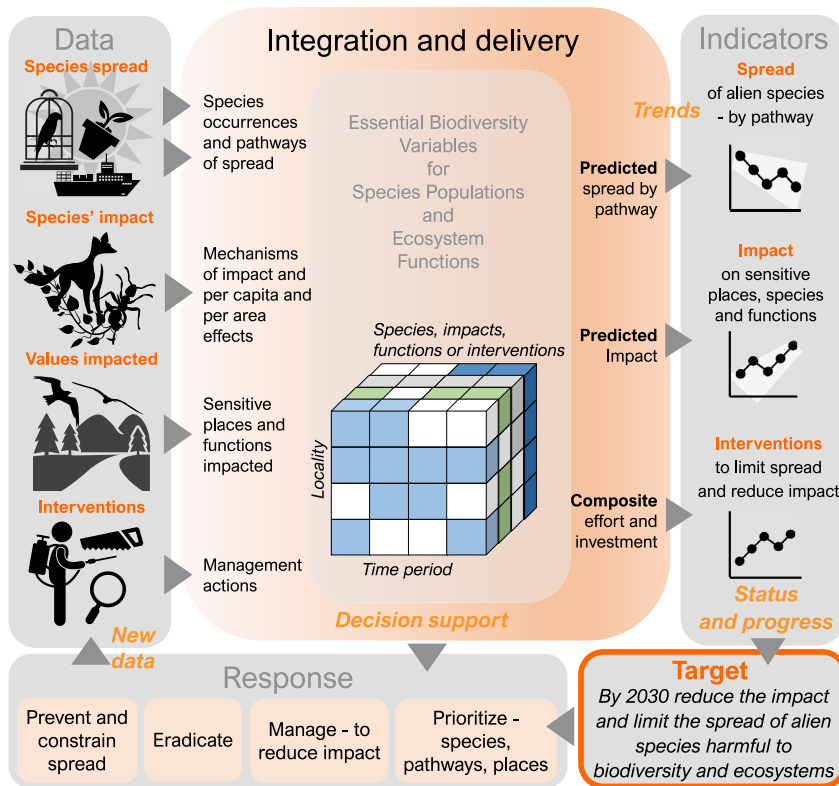 Data
Species spread
Species' impact
Values impacted
Interventions
New
data
Integration and delivery
Species
occurrences
and pathways
of spread
Mechanisms
of impact and
per capita and
per area
effects
Sensitive
places and
functions
impacted
Management
actions
Essential Biodiversity
Variables
for
Species Populations
and
Ecosystem
Functions
Species, impacts,
functions or interventions
Locality
Time period
Decision support
Trends
Predicted
spread by
pathway
Predicted
Impact
Composite
effort and
investment
Indicators
Spread
of alien species
- by pathway
Impact
on sensitive
places, species
and functions
Interventions
to limit spread
and reduce impact
Status
and progress
Response
Prevent and
constrain
spread
Eradicate
Manage - to
reduce impact
Prioritize -
species,
pathways, places
Target
By 2030 reduce the impact
and limit the spread of alien
species harmful to
biodiversity and ecosystems